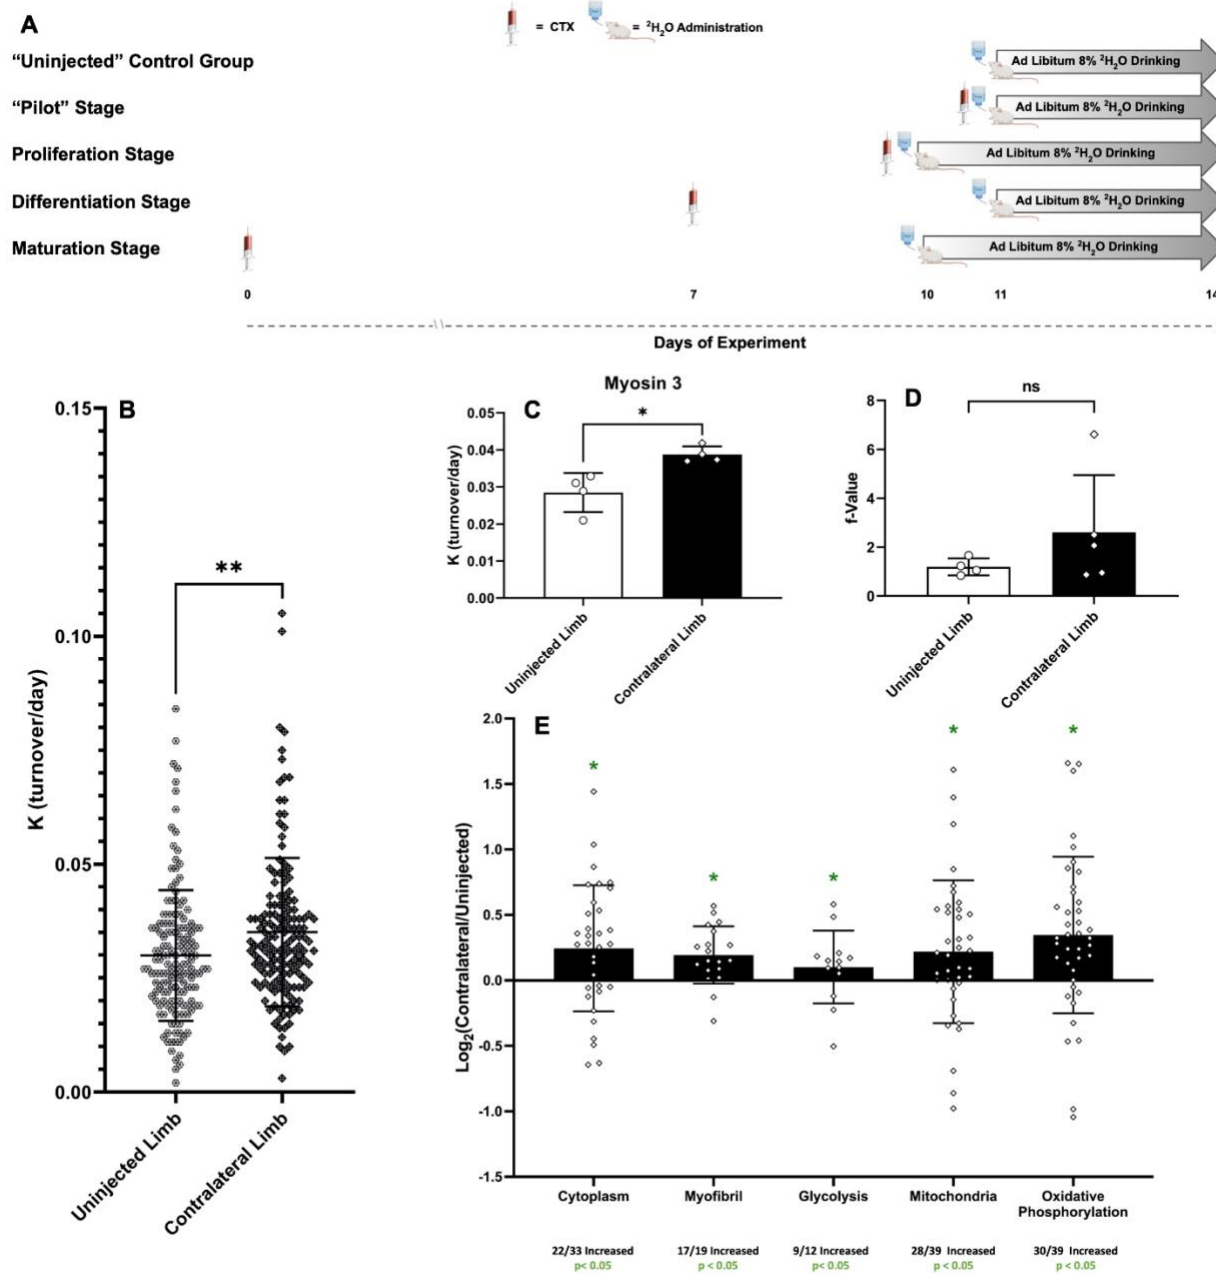 A
= CTX
= ²H₂O Administration
“Uninjected” Control Group
Ad Libitum 8% ²H₂O Drinking
“Pilot” Stage
Ad Libitum 8% ²H₂O Drinking
Proliferation Stage
Ad Libitum 8% ²H₂O Drinking
Differentiation Stage
Ad Libitum 8% ²H₂O Drinking
Maturation Stage
Ad Libitum 8% ²H₂O Drinking
0
7
10
11
14
Days of Experiment
B
0.15
0.10
0.05
0.00
K (turnover/day)
**
Uninjected Limb
Contralateral Limb
Myosin 3
C
0.05
0.04
0.03
0.02
0.01
0.00
K (turnover/day)
*
Uninjected Limb
Contralateral Limb
D
8
6
4
2
0
f-Value
ns
Uninjected Limb
Contralateral Limb
E
2.0
1.5
1.0
0.5
0.0
-0.5
-1.0
-1.5
Log₂(Contralateral/Uninjected)
* * * * *
Cytoplasm
Myofibril
Glycolysis
Mitochondria
Oxidative
Phosphorylation
22/33 Increased
p< 0.05
17/19 Increased
p < 0.05
9/12 Increased
p < 0.05
28/39 Increased
p < 0.05
30/39 Increased
p < 0.05